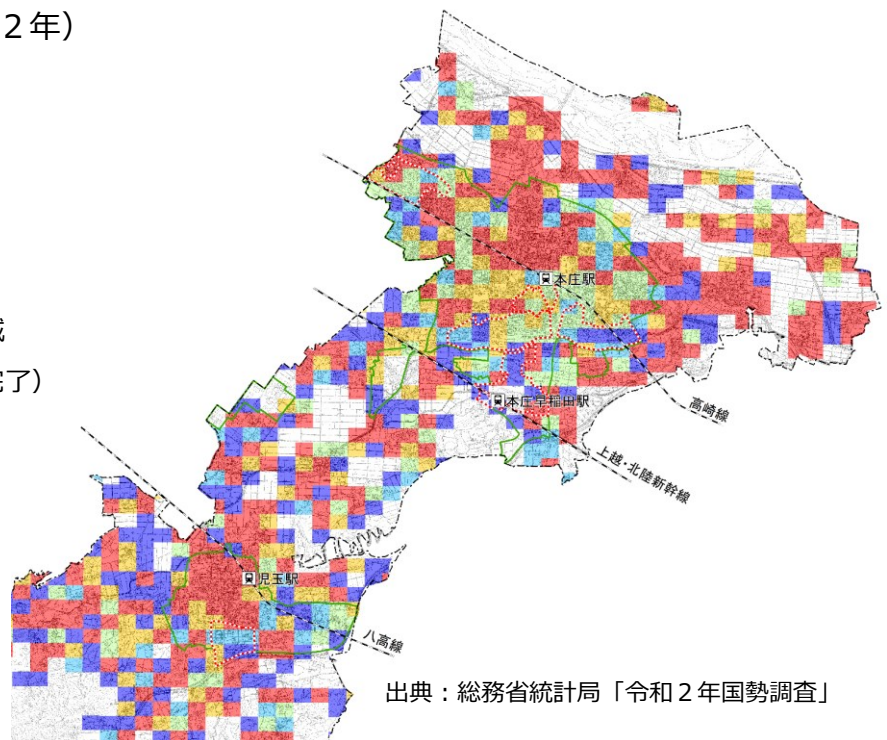 ２年）
完了）
本庄駅
本庄早稲田駅
高崎線
上越・北陸新幹線
児玉駅
八高線
出典：総務省統計局「令和２年国勢調査」